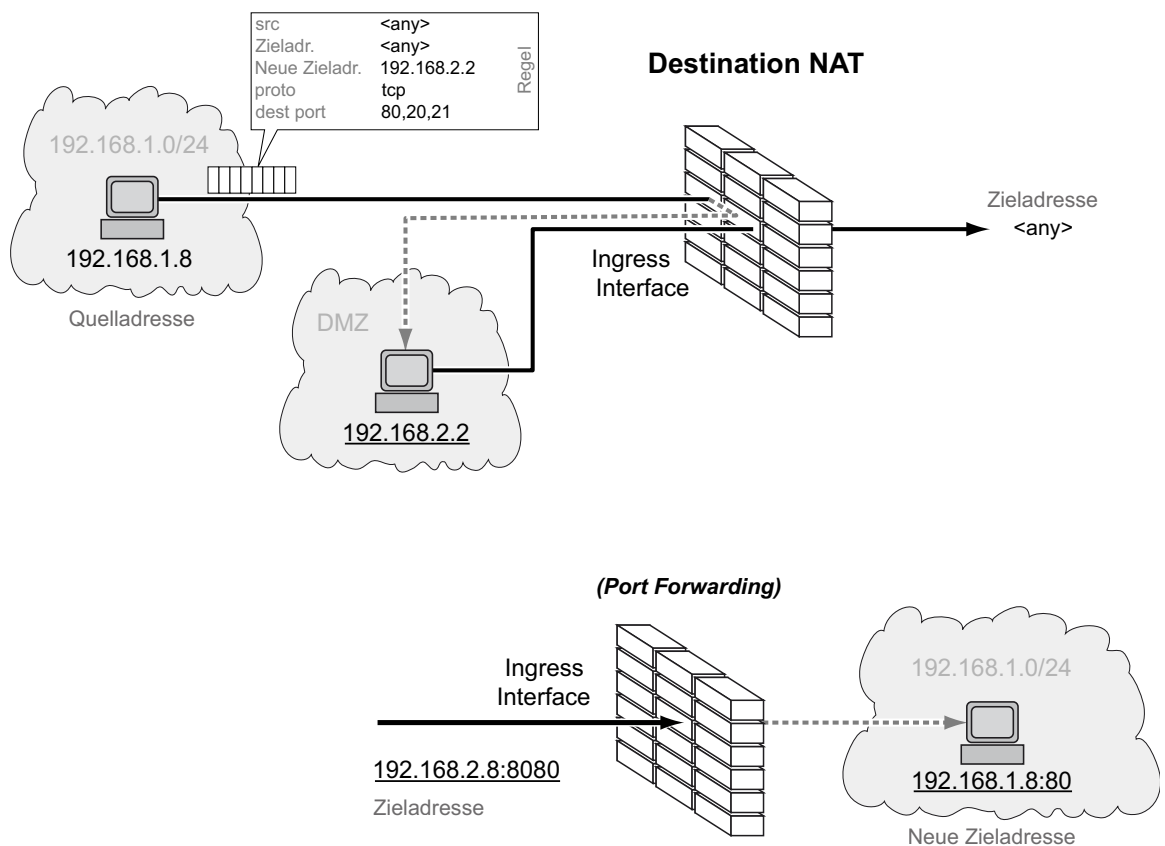 src <any>
Zieladr. <any>
Neue Zieladr. 192.168.2.2
proto tcp
dest port 80,20,21
Regel
Destination NAT
192.168.1.0/24
192.168.1.8
Quelladresse
Ingress
Interface
Zieladresse
<any>
DMZ
192.168.2.2
(Port Forwarding)
Ingress
Interface
192.168.2.8:8080
Zieladresse
192.168.1.0/24
192.168.1.8:80
Neue Zieladresse